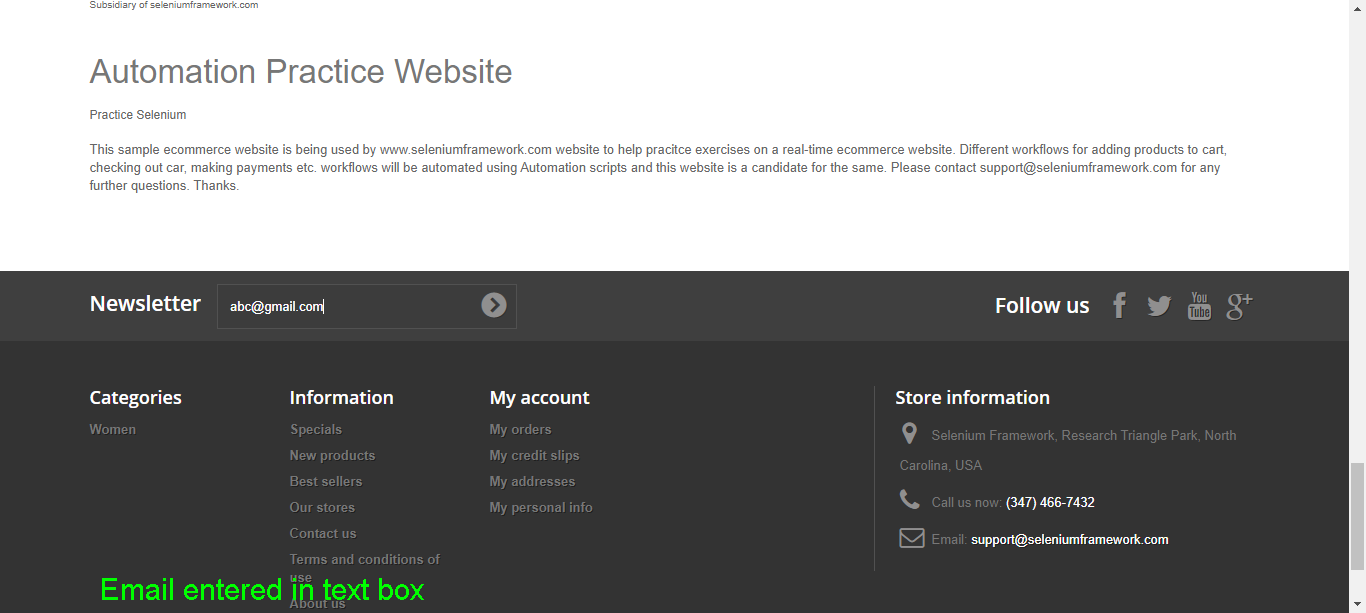 Subsidiary of seleniumframework.com
Automation Practice Website
Practice Selenium
This sample ecommerce website is being used by www.seleniumframework.com website to help pracitce exercises on a real-time ecommerce website. Different workflows for adding products to cart,
checking out car, making payments etc. workflows will be automated using Automation scripts and this website is a candidate for the same. Please contact support@seleniumframework.com for any
further questions. Thanks.
Newsletter
abc@gmail.com
Follow us
You Tube
g+
Categories
Women
Information
Specials
New products
Best sellers
Our stores
Contact us
Terms and conditions of
use
About us
My account
My orders
My credit slips
My addresses
My personal info
Store information
Selenium Framework, Research Triangle Park, North
Carolina, USA
Call us now: (347) 466-7432
Email: support@seleniumframework.com
Email entered in text box